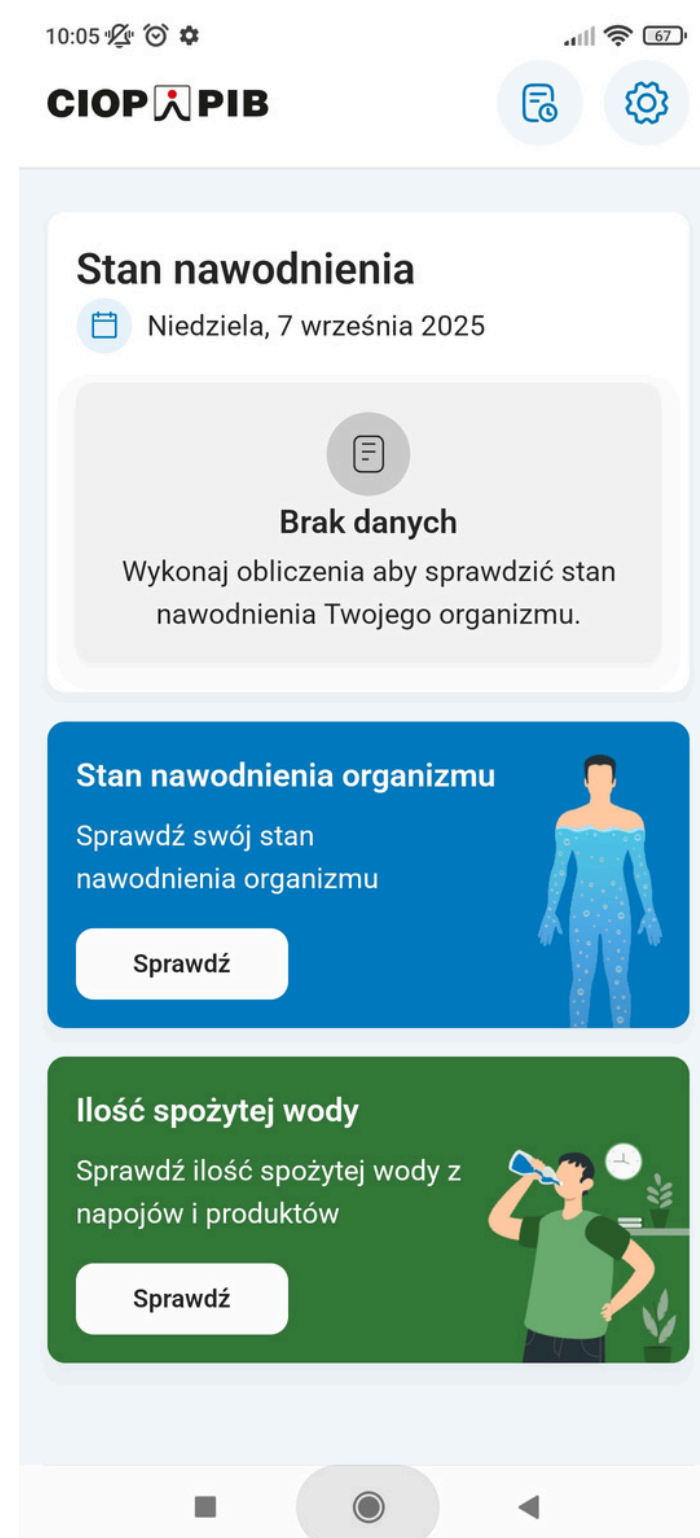 10:05
67
CIOP PIB
Stan nawodnienia
Niedziela, 7 września 2025
Brak danych
Wykonaj obliczenia aby sprawdzić stan
nawodnienia Twojego organizmu.
Stan nawodnienia organizmu
Sprawdź swój stan
nawodnienia organizmu
Sprawdź
Ilość spożytej wody
Sprawdź ilość spożytej wody z
napojów i produktów
Sprawdź